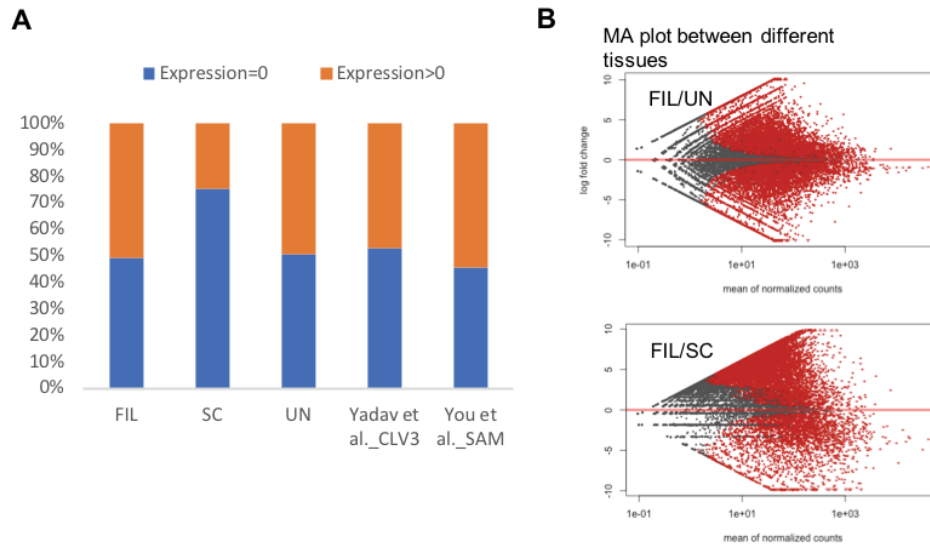 A
Expression=0
Expression>0
100%
90%
80%
70%
60%
50%
40%
30%
20%
10%
0%
FIL
SC
UN
Yadav et
al._CLV3
You et
al._SAM
B
MA plot between different
tissues
FIL/UN
log fold change
10
5
0
-5
-10
1e-01
1e+01
1e+03
mean of normalized counts
FIL/SC
10
5
0
-5
-10
1e-01
1e+01
1e+03
mean of normalized counts